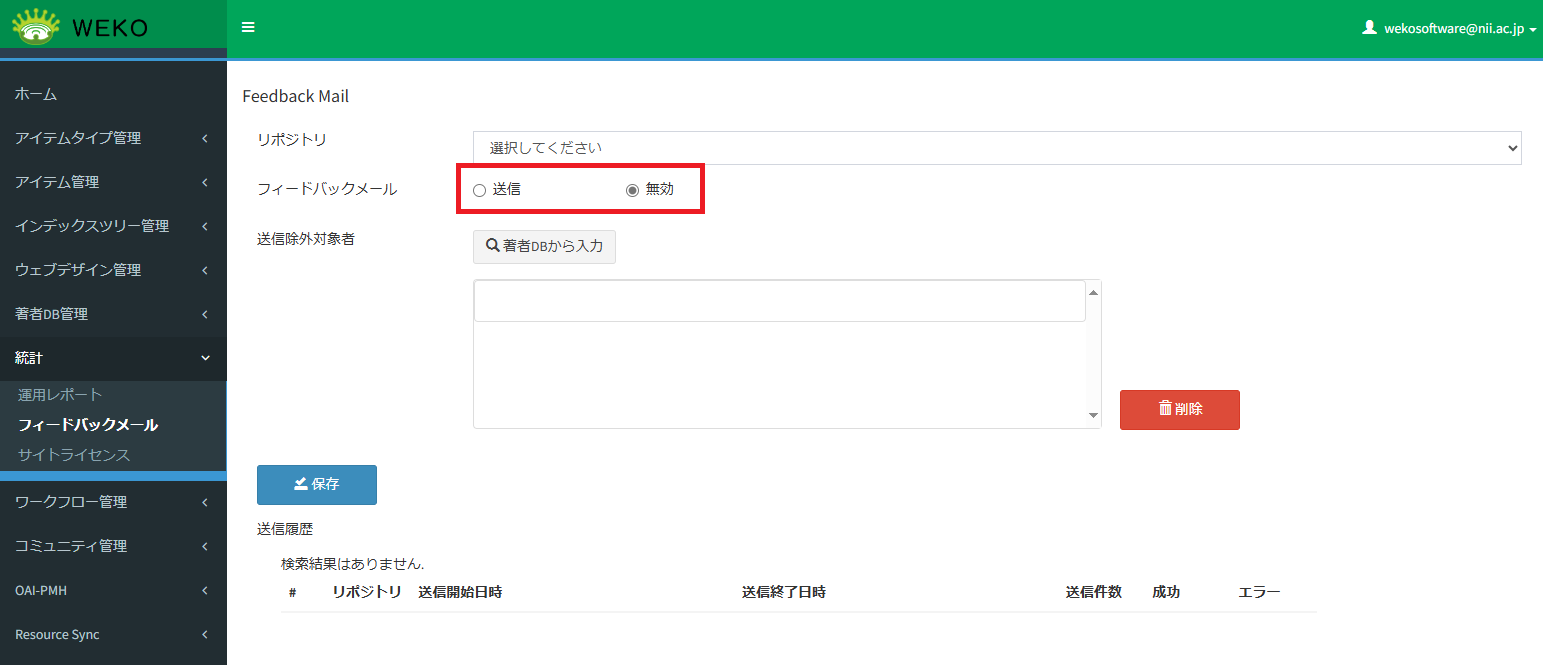 WEKO
wekosoftware@nii.ac.jp
ホーム
アイテムタイプ管理
アイテム管理
インデックスツリー管理
ウェブデザイン管理
著者DB管理
統計
運用レポート
フィードバックメール
サイトライセンス
ワークフロー管理
コミュニティ管理
OAI-PMH
Resource Sync
Feedback Mail
リポジトリ 選択してください
フィードバックメール 送信 無効
送信除外対象者 著者DBから入力
削除
保存
送信履歴
検索結果はありません.
# リポジトリ 送信開始日時 送信終了日時 送信件数 成功 エラー